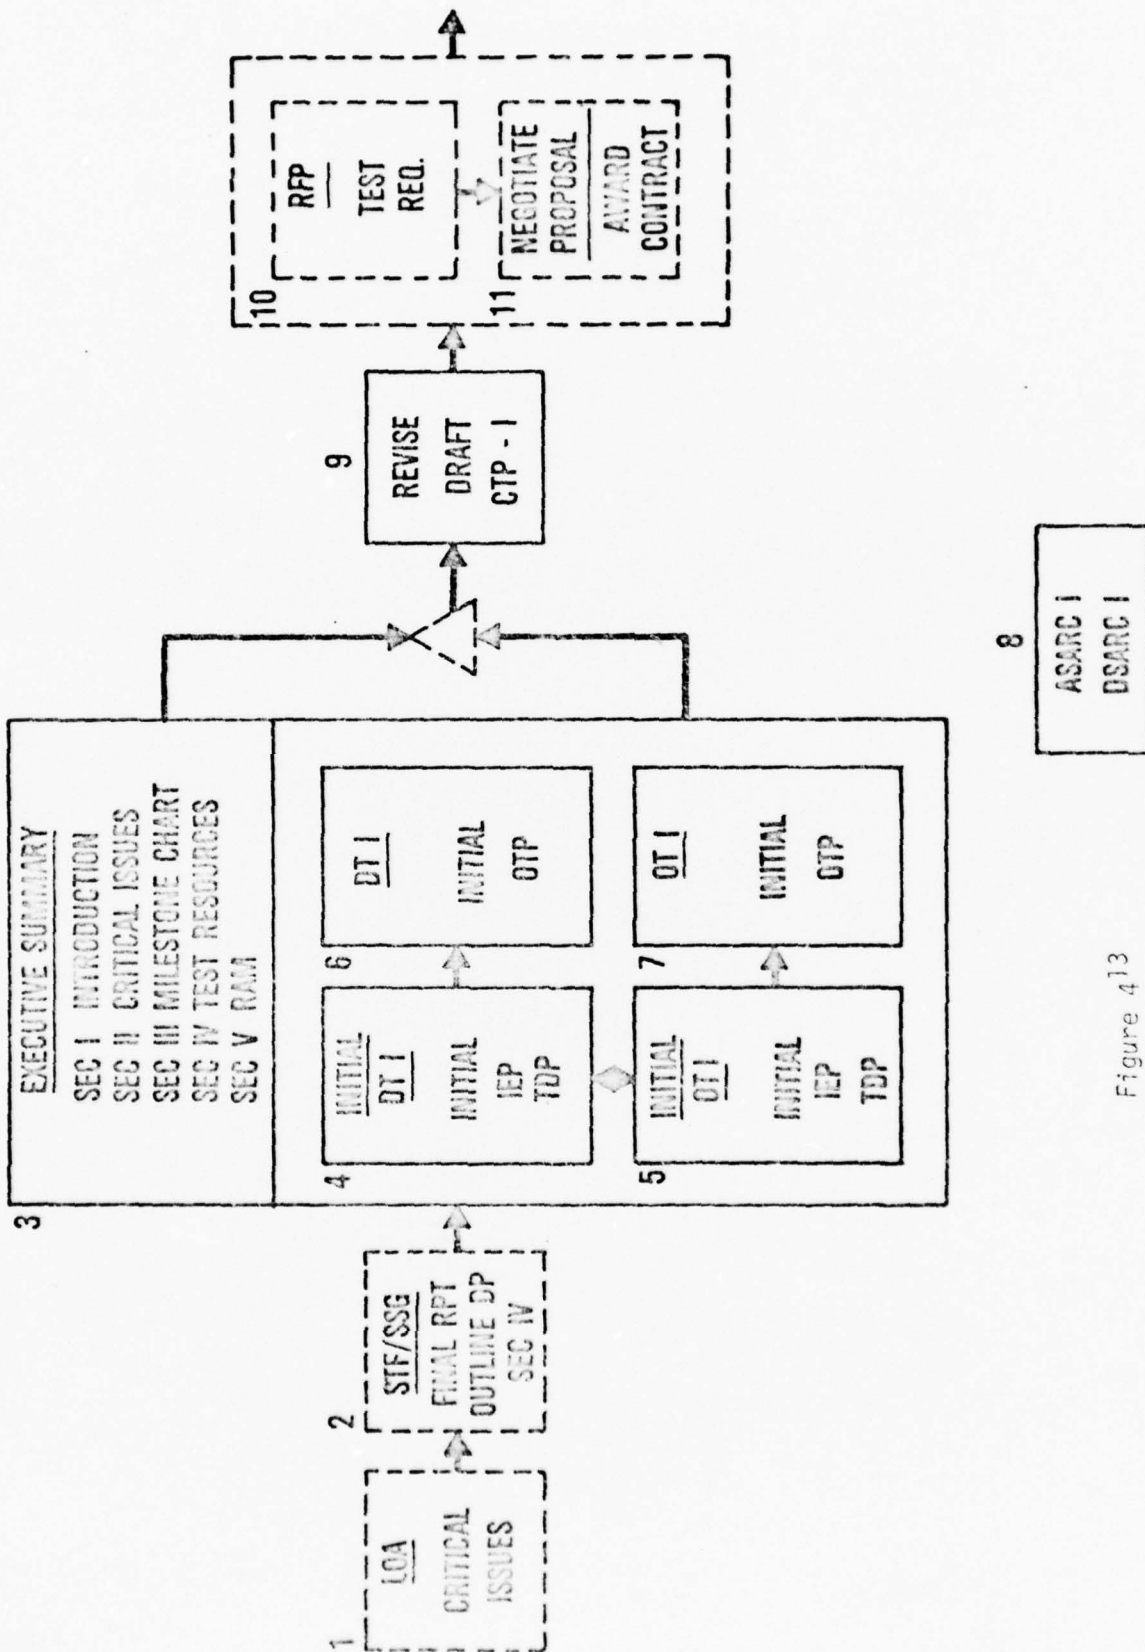 1
LOA
CRITICAL
ISSUES
2
STF/SSG
FINAL RPT
OUTLINE DP
SEC IV
3
EXECUTIVE SUMMARY
SEC I INTRODUCTION
SEC II CRITICAL ISSUES
SEC III MILESTONE CHART
SEC IV TEST RESOURCES
SEC V RAM
4
INITIAL
DT I
INITIAL
IEP
TDP
5
INITIAL
OT I
INITIAL
IEP
TDP
6
DT I
INITIAL
OTP
7
OT I
INITIAL
OTP
8
ASARC I
DSARC I
9
REVISE
DRAFT
CTP - I
10
RFP
TEST
REQ.
11
NEGOTIATE
PROPOSAL
AWARD
CONTRACT
Figure 4¹³